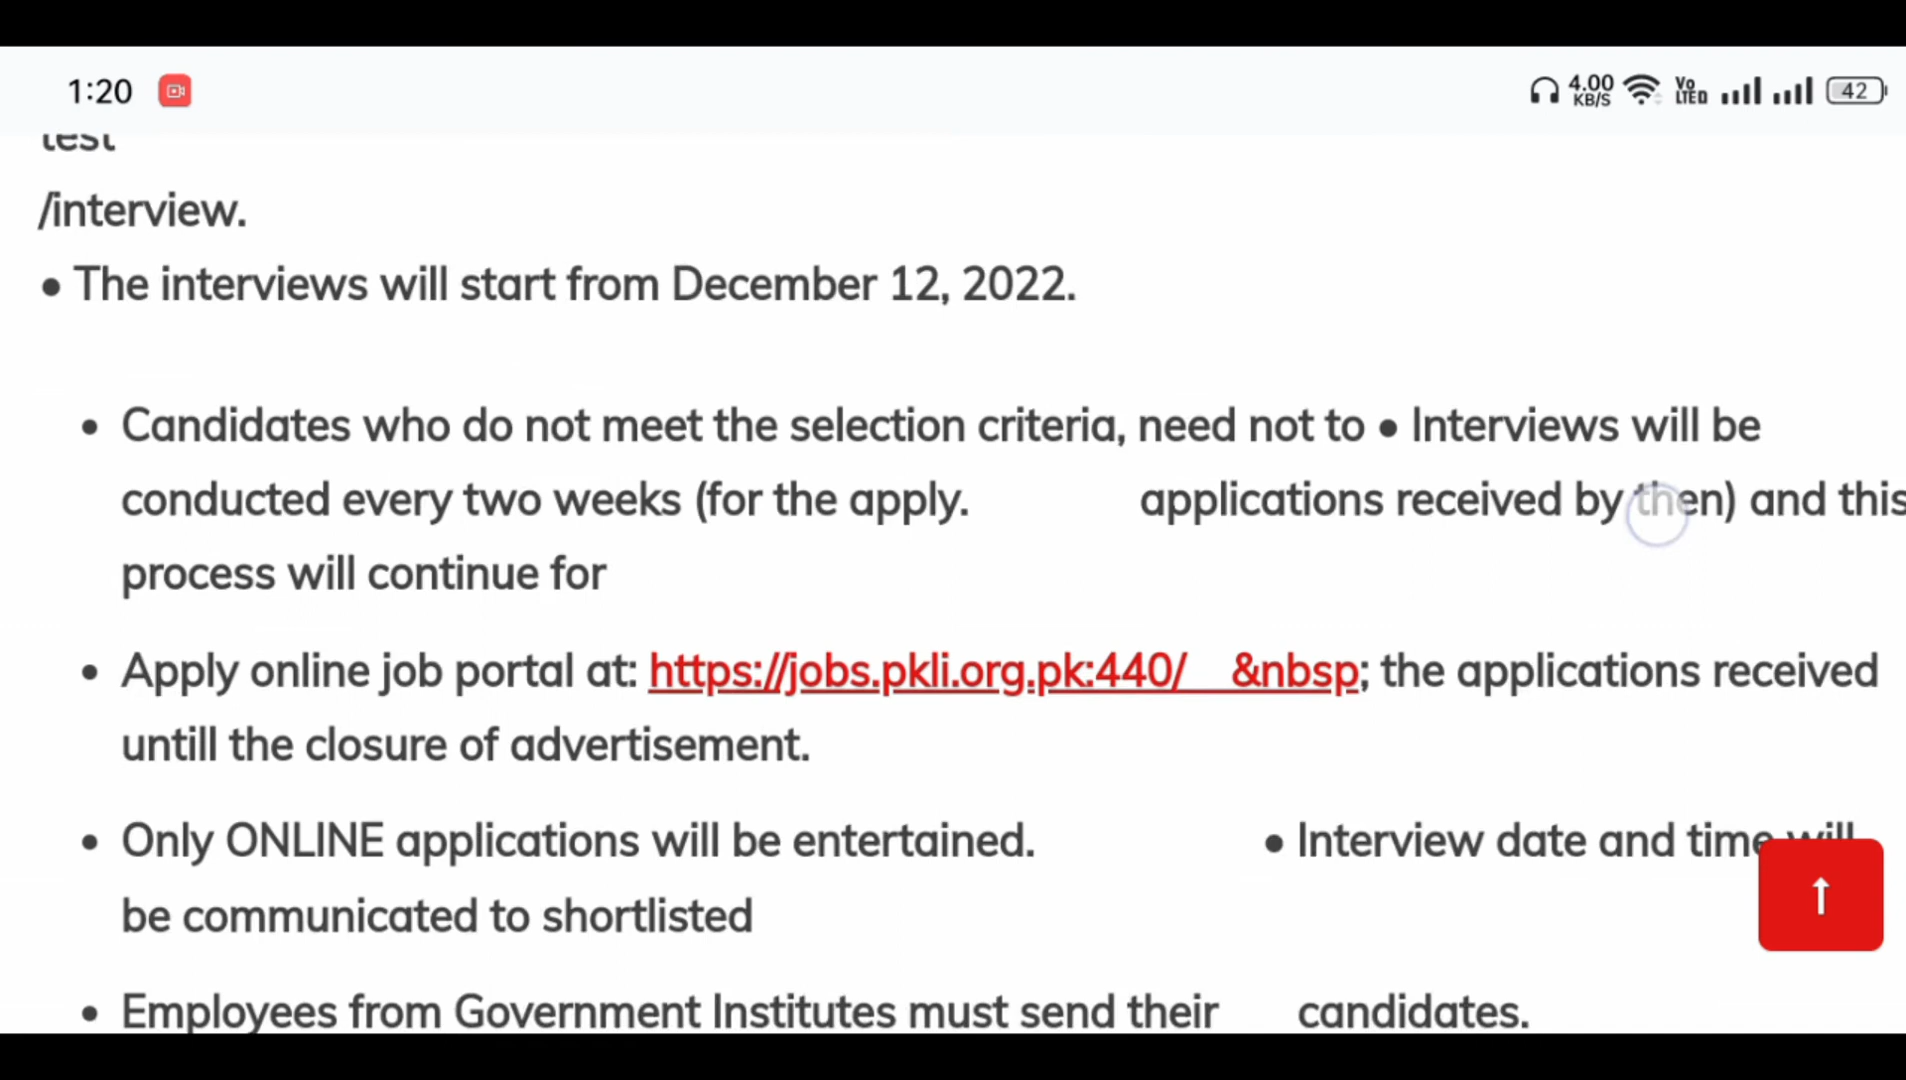 1:20 4.00 KB/S Vo LTED 42
test
/interview.
• The interviews will start from December 12, 2022.
• Candidates who do not meet the selection criteria, need not to • Interviews will be
conducted every two weeks (for the apply. applications received by then) and this
process will continue for
• Apply online job portal at: https://jobs.pkli.org.pk:440/ &nbsp; the applications received
untill the closure of advertisement.
• Only ONLINE applications will be entertained. • Interview date and time will
be communicated to shortlisted
• Employees from Government Institutes must send their candidates.